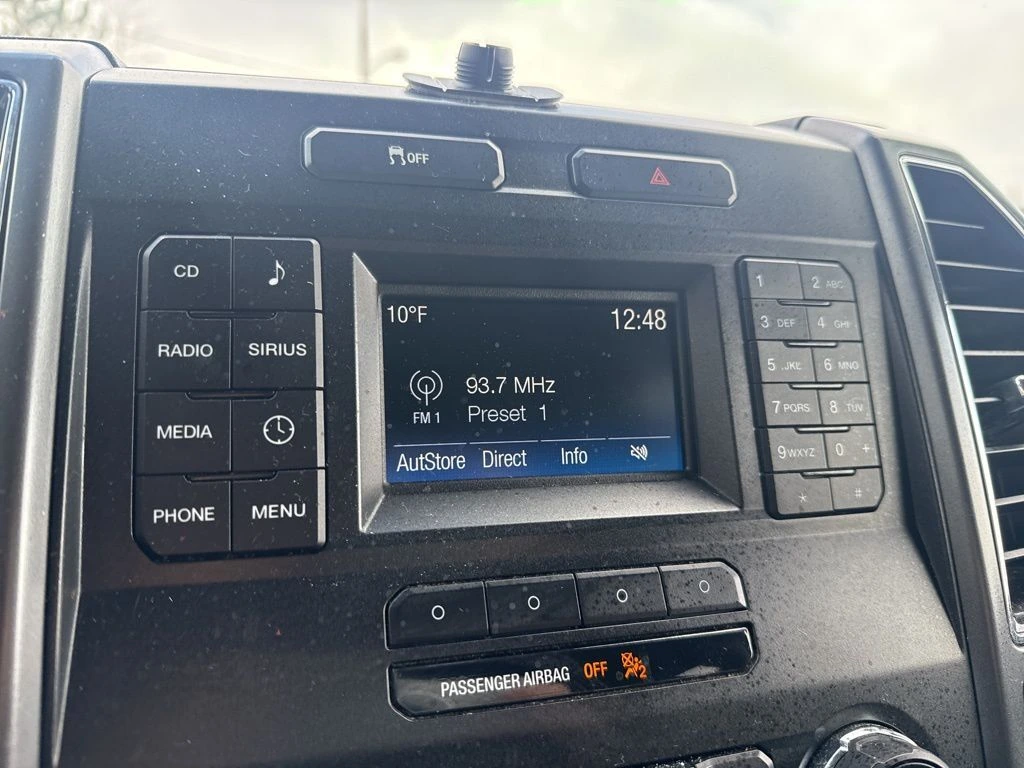 OFF
CD
RADIO SIRIUS
MEDIA
PHONE MENU
10°F 12:48
93.7 MHz
FM 1 Preset 1
AutStore Direct Info
1 2 ABC
3 DEF 4 GHI
5 JKL 6 MNO
7 PQRS 8 TUV
9 WXYZ 0 +
* #
PASSENGER AIRBAG OFF 2